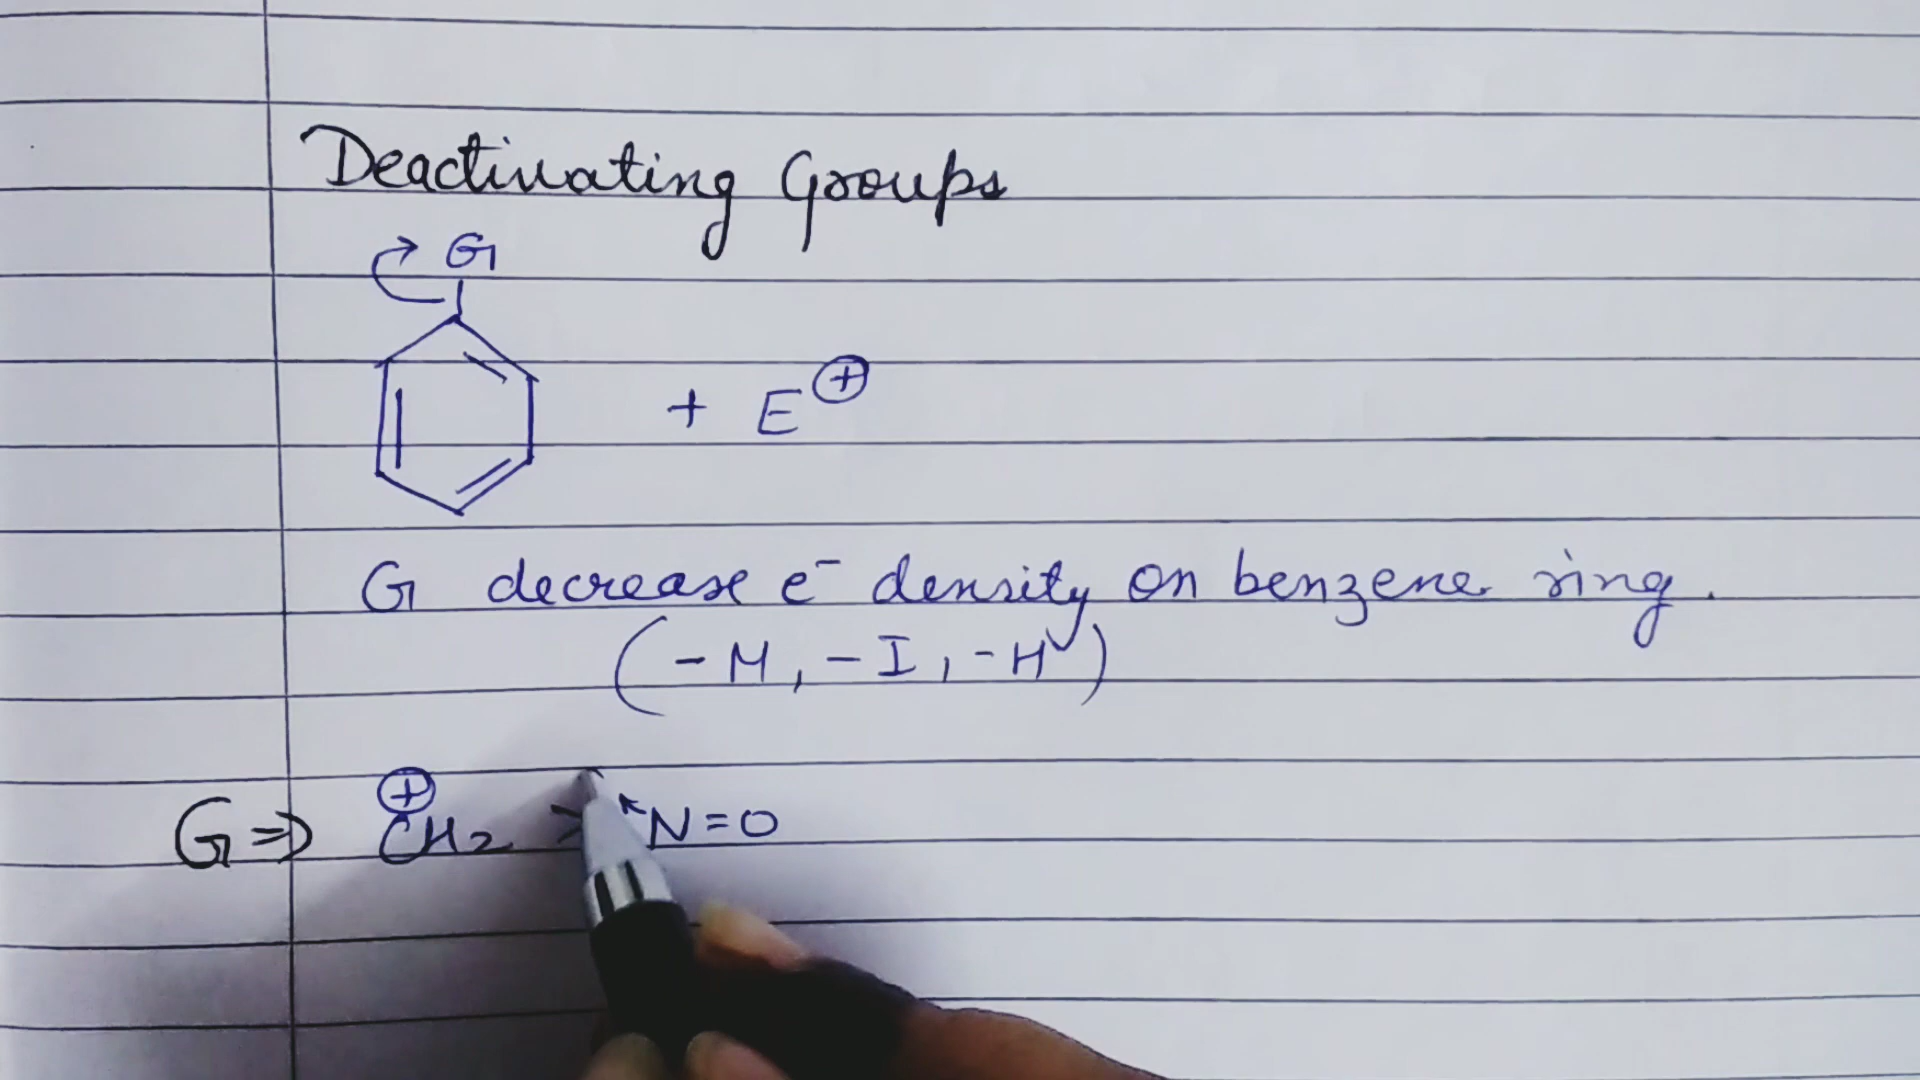 Deactivating Groups
G
+ E⊕
G decrease e⁻ density on benzene ring.
(-M, -I, -H)
G ⇒ ⊕CH2 > N=O